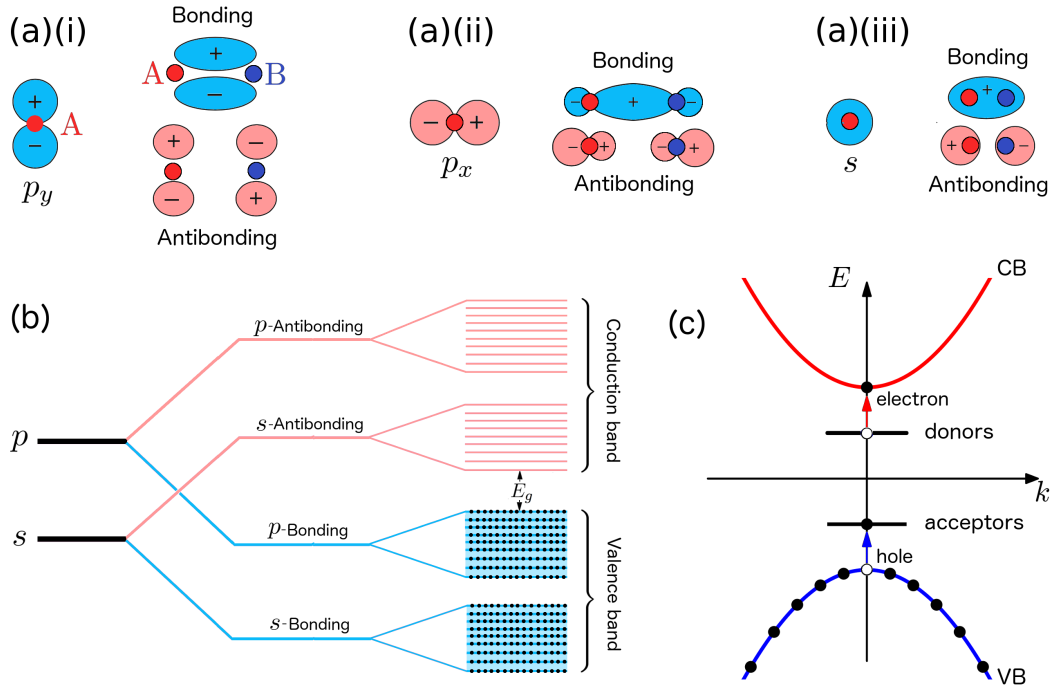 (a)(i)
Bonding
+
A
B
−
+
A
−
p_y
+
−
−
+
Antibonding
(a)(ii)
Bonding
−
+
−
−
+
p_x
−
+
−
+
Antibonding
(a)(iii)
Bonding
+
s
+
−
Antibonding
(b)
p-Antibonding
s-Antibonding
p
s
p-Bonding
s-Bonding
E_g
Conduction band
Valence band
(c)
E
CB
electron
donors
k
acceptors
hole
VB